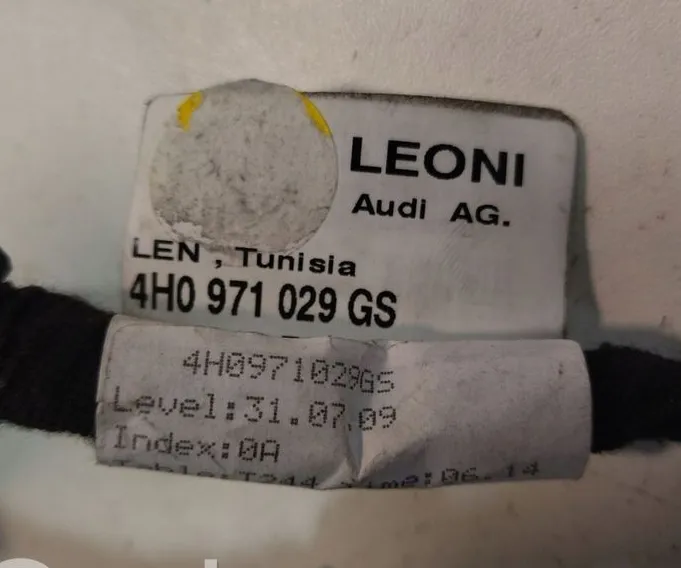 LEONI
Audi AG.
LEN , Tunisia
4H0 971 029 GS
4H0971029GS
Level:31.07.09
Index:0A